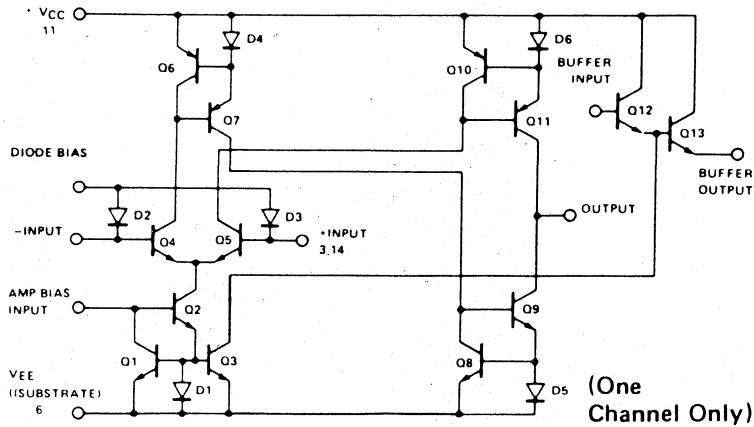 + VCC
11
D4
D6
Q6
Q10
BUFFER
INPUT
Q12
Q7
Q11
Q13
DIODE BIAS
BUFFER
OUTPUT
D2
D3
OUTPUT
-INPUT
Q4
Q5
+INPUT
3,14
AMP BIAS
INPUT
Q2
Q9
Q1
Q3
Q8
VEE
((SUBSTRATE)
6
D1
D5
(One
Channel Only)